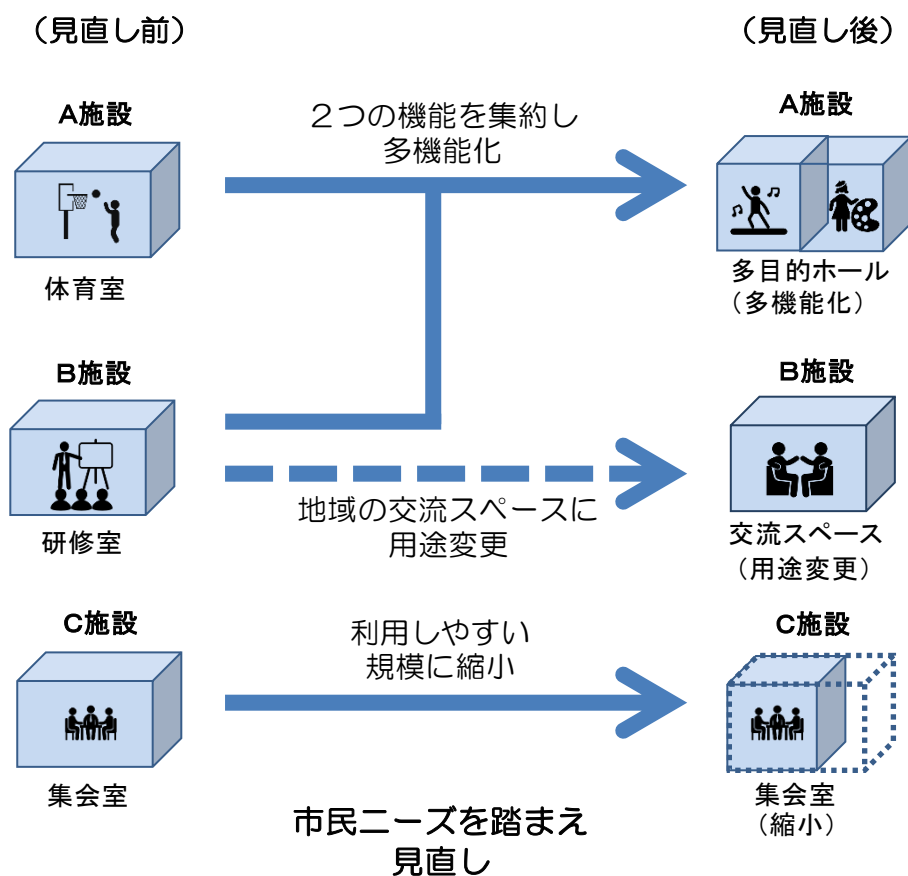 （見直し前）
（見直し後）
A施設
２つの機能を集約し
多機能化
A施設
体育室
多目的ホール
（多機能化）
B施設
B施設
研修室
地域の交流スペースに
用途変更
交流スペース
（用途変更）
C施設
利用しやすい
規模に縮小
C施設
集会室
集会室
（縮小）
市民ニーズを踏まえ
見直し